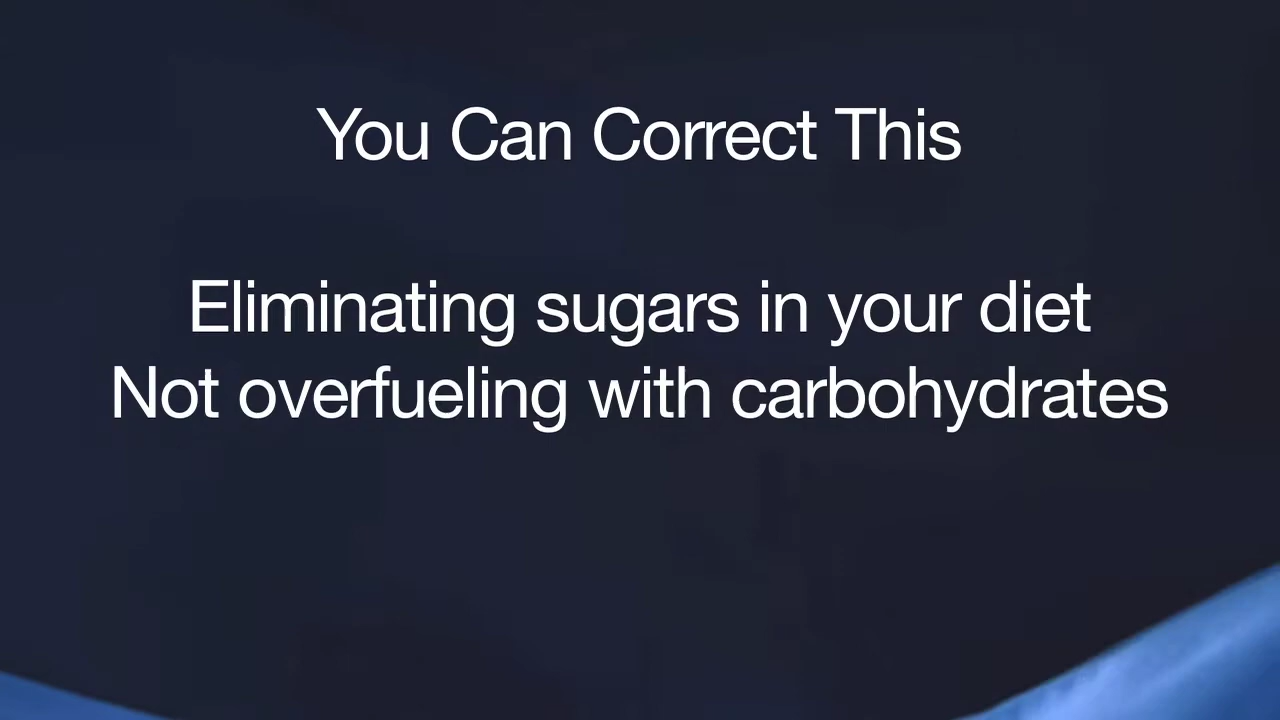 You Can Correct This
Eliminating sugars in your diet
Not overfueling with carbohydrates